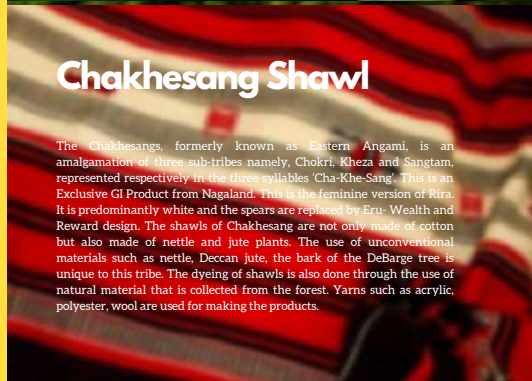 Chakhesang Shawl
The Chakhesangs, formerly known as Eastern Angami, is an
amalgamation of three sub-tribes namely, Chokri, Kheza and Sangtam,
represented respectively in the three syllables ‘Cha-Khe-Sang’. This is an
Exclusive GI Product from Nagaland. This is the feminine version of Rira.
It is predominantly white and the spears are replaced by Eru- Wealth and
Reward design. The shawls of Chakhesang are not only made of cotton
but also made of nettle and jute plants. The use of unconventional
materials such as nettle, Deccan jute, the bark of the DeBarge tree is
unique to this tribe. The dyeing of shawls is also done through the use of
natural material that is collected from the forest. Yarns such as acrylic,
polyester, wool are used for making the products.